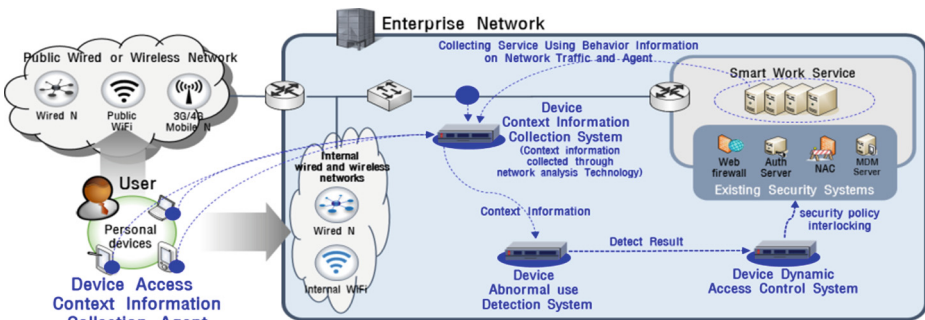 Enterprise Network
Collecting Service Using Behavior Information
on Network Traffic and Agent
Public Wired or Wireless Network
Wired N
Public
WiFi
3G/4G
Mobile N
Smart Work Service
Device
Context Information
Collection System
(Context information
collected through
network analysis Technology)
Web
firewall
Auth
Server
NAC
MDM
Server
Existing Security Systems
Internal
wired and wireless
networks
Wired N
Internal WiFi
User
Personal
devices
Context Information
security policy
interlocking
Detect Result
Device
Abnormal use
Detection System
Device Dynamic
Access Control System
Device Access
Context Information
Collection Agent